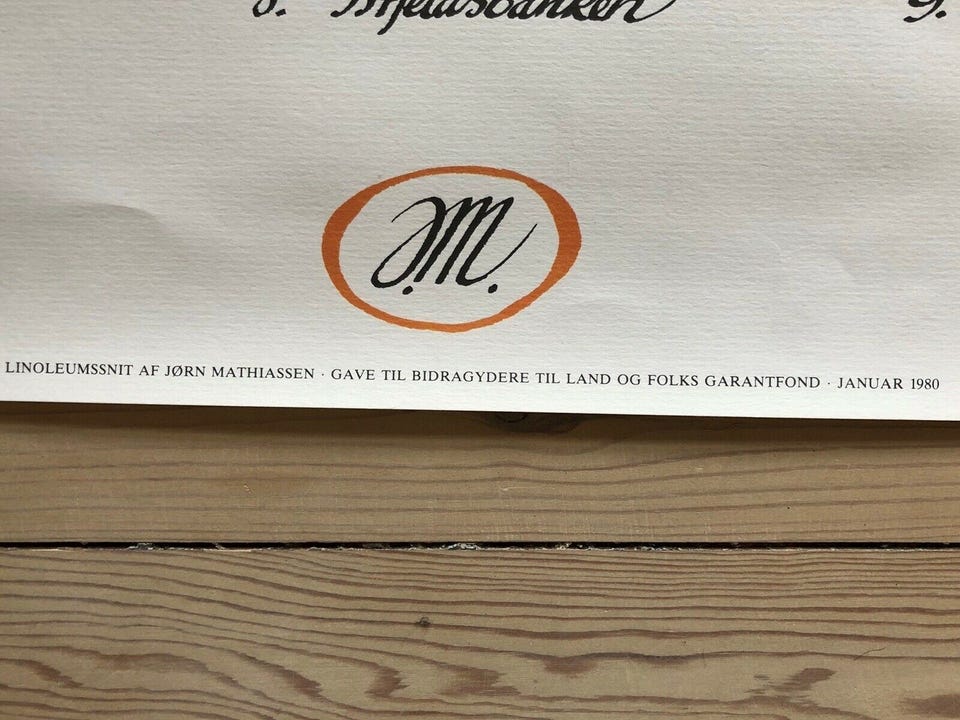 J.M.
LINOLEUMSSNIT AF JØRN MATHIASSEN · GAVE TIL BIDRAGYDERE TIL LAND OG FOLKS GARANTFOND · JANUAR 1980